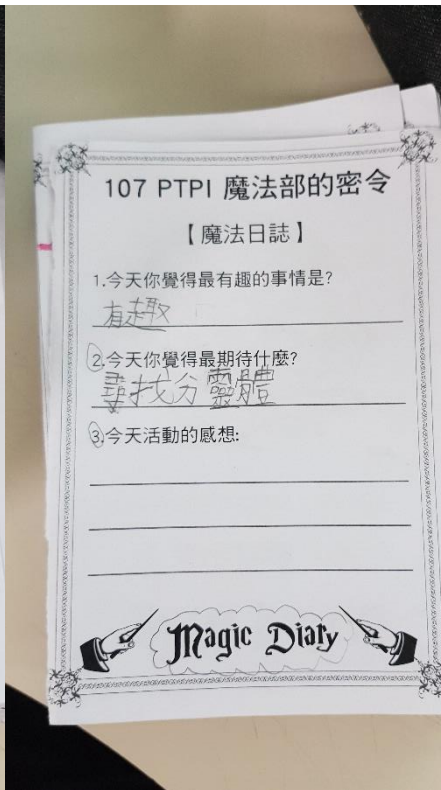 107 PTPI 魔法部的密令
【魔法日誌】
1.今天你覺得最有趣的事情是?
有趣
2.今天你覺得最期待什麼?
尋找分靈體
3.今天活動的感想:
Magic Diary